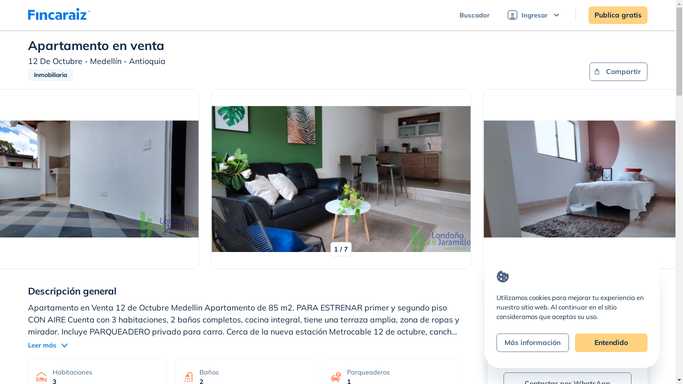 Fincaraiz
Buscador
Ingresar
Publica gratis
Apartamento en venta
12 De Octubre - Medellín - Antioquia
Inmobiliaria
Compartir
Londoño
Jaramillo
1 / 7
Londoño
Jaramillo
Descripción general
Apartamento en Venta 12 de Octubre Medellin Apartamento de 85 m2. PARA ESTRENAR primer y segundo piso
CON AIRE Cuenta con 3 habitaciones, 2 baños completos, cocina integral, tiene una terraza amplia, zona de ropas y
mirador. Incluye PARQUEADERO privado para carro. Cerca de la nueva estación Metrocable 12 de octubre, canch...
Leer más
Habitaciones
3
Baños
2
Parqueaderos
1
Utilizamos cookies para mejorar tu experiencia en
nuestro sitio web. Al continuar en el sitio
consideramos que aceptas su uso.
Más información
Entendido
Contactar por WhatsApp